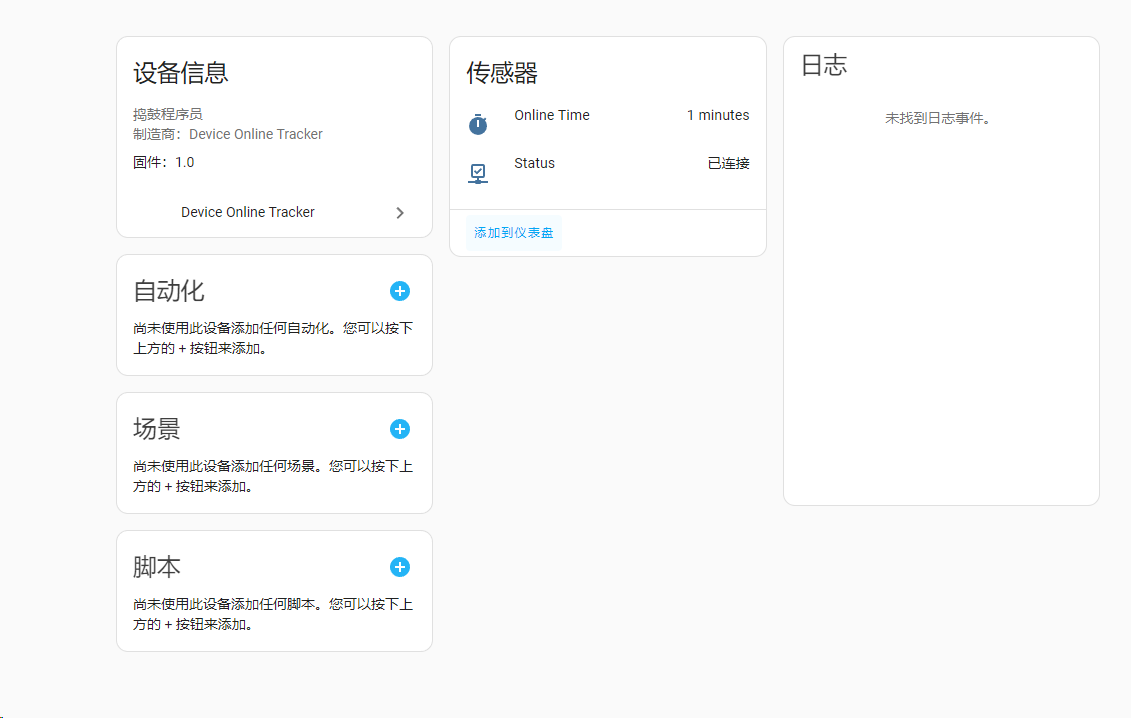 设备信息
捣鼓程序员
制造商：Device Online Tracker
固件：1.0
Device Online Tracker
自动化
尚未使用此设备添加任何自动化。您可以按下
上方的 + 按钮来添加。
场景
尚未使用此设备添加任何场景。您可以按下上
方的 + 按钮来添加。
脚本
尚未使用此设备添加任何脚本。您可以按下上
方的 + 按钮来添加。
传感器
Online Time 1 minutes
Status 已连接
添加到仪表盘
日志
未找到日志事件。